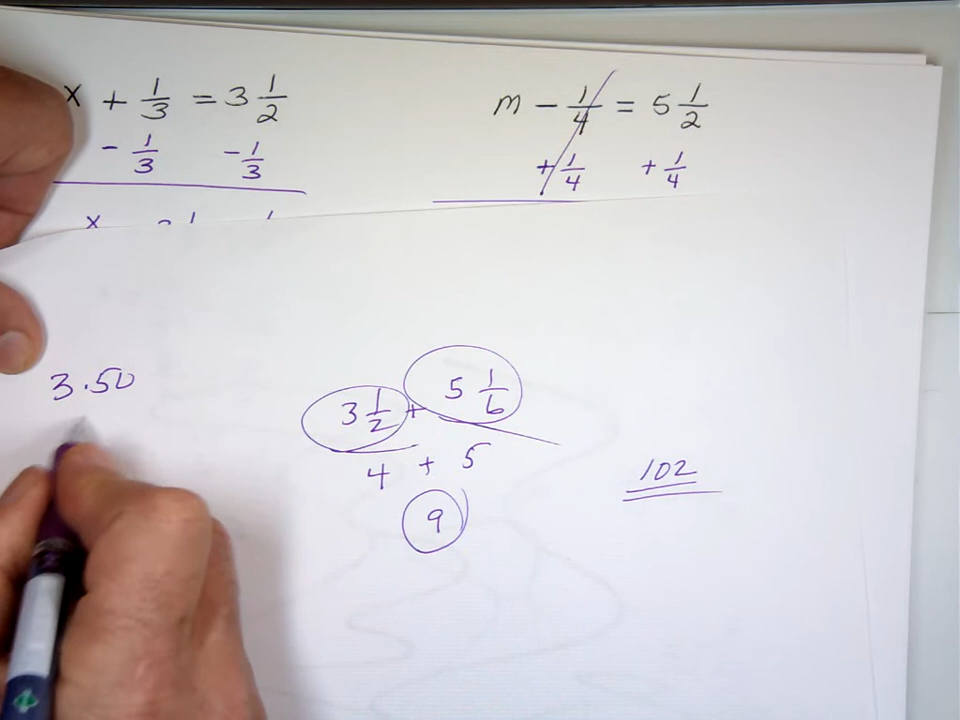 x + 1/3 = 3 1/2
- 1/3 - 1/3
x
m - 1/4 = 5 1/2
+ 1/4 + 1/4
3.50
3 1/2 + 5 1/6
4 + 5
9
102